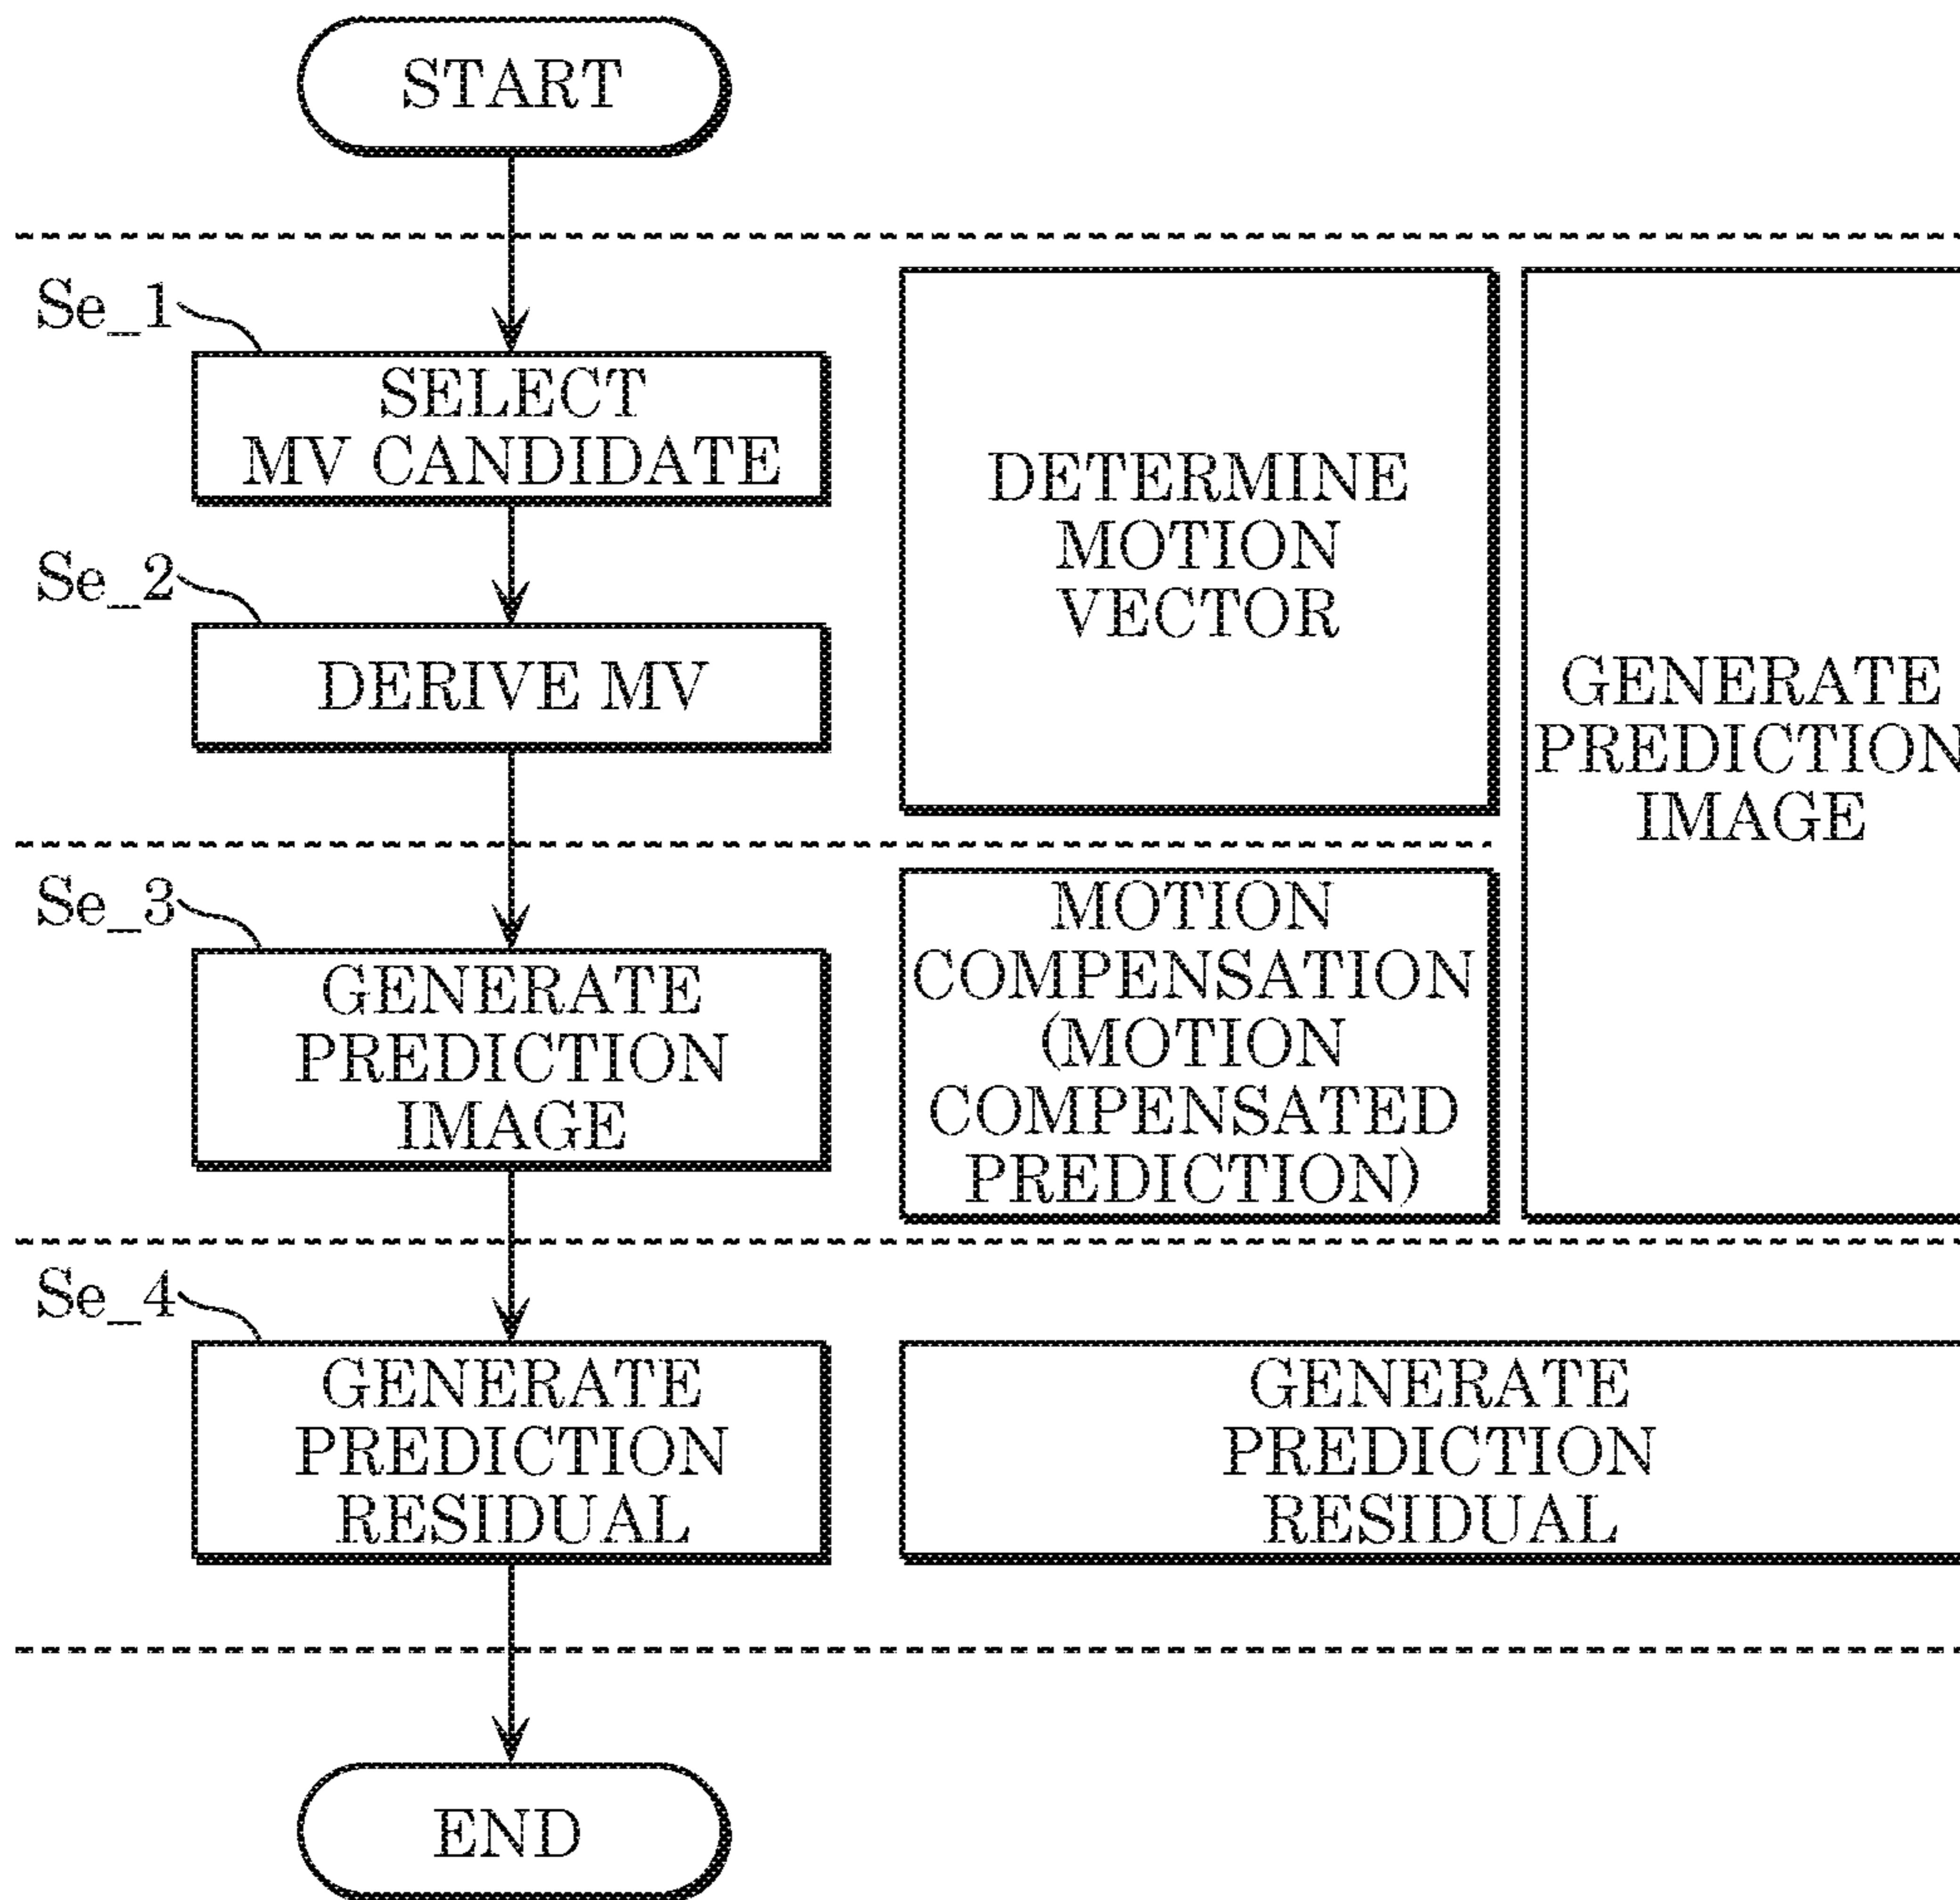 START
Se_1
SELECT
MV CANDIDATE
Se_2
DERIVE MV
DETERMINE
MOTION
VECTOR
GENERATE
PREDICTION
IMAGE
Se_3
GENERATE
PREDICTION
IMAGE
MOTION
COMPENSATION
(MOTION
COMPENSATED
PREDICTION)
Se_4
GENERATE
PREDICTION
RESIDUAL
GENERATE
PREDICTION
RESIDUAL
END